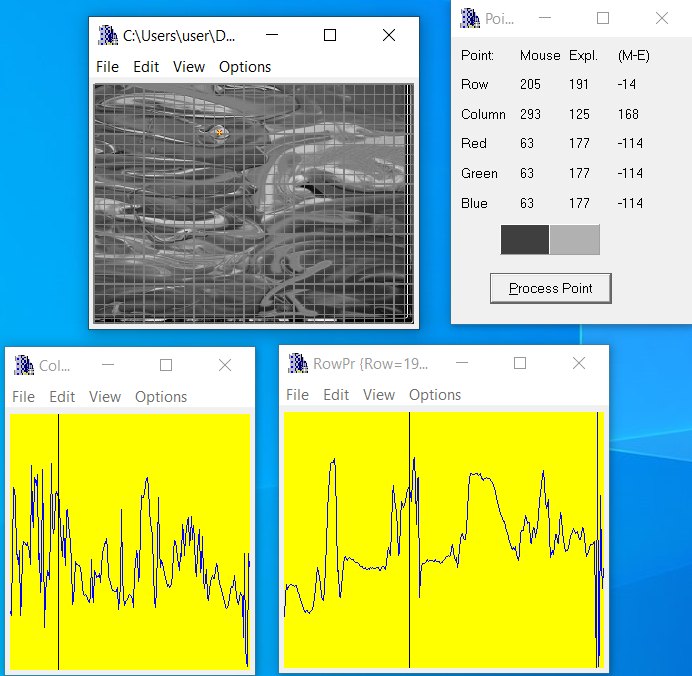 C:\Users\user\D...
File Edit View Options
Poi...
Point: Mouse Expl. (M-E)
Row 205 191 -14
Column 293 125 168
Red 63 177 -114
Green 63 177 -114
Blue 63 177 -114
Process Point
Col...
File Edit View Options
RowPr {Row=19...
File Edit View Options